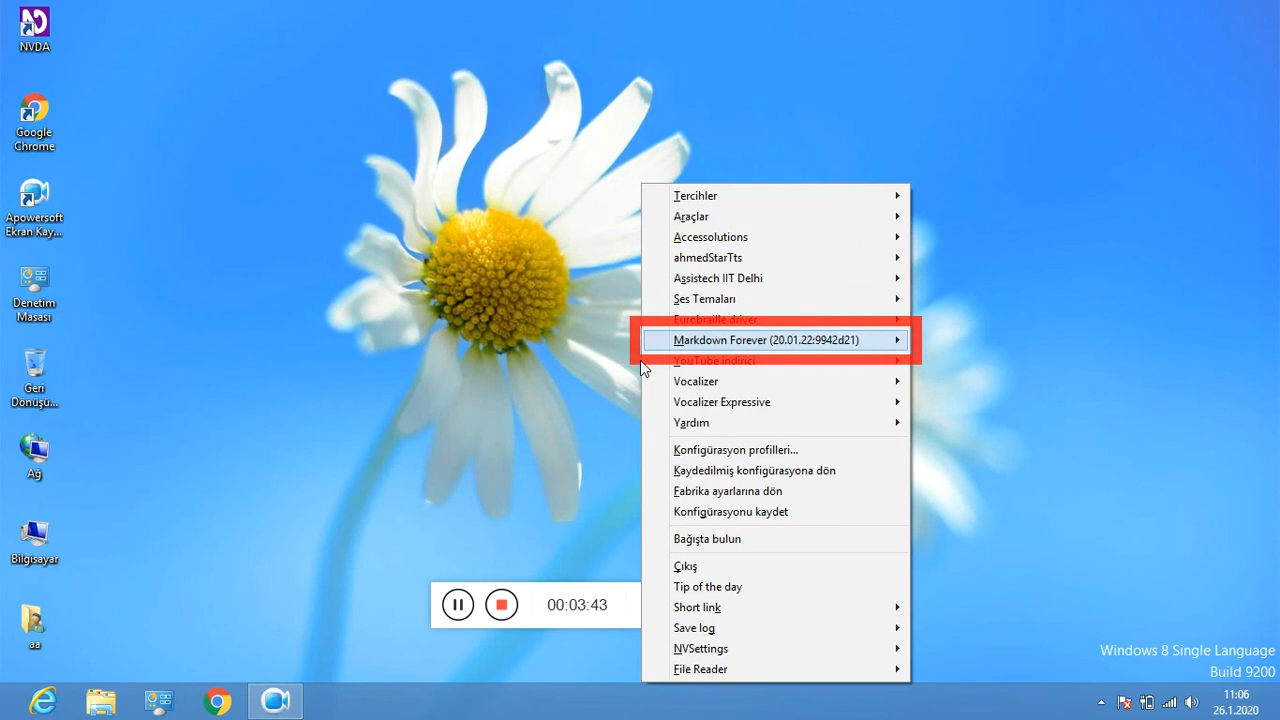 NVDA
Google
Chrome
Apowersoft
Ekran Kay...
Denetim
Masası
Geri
Dönüşü...
Ağ
Bilgisayar
aa
Tercihler
Araçlar
Accessolutions
ahmedStarTts
Assistech IIT Delhi
Ses Temaları
Eurobraille driver
Markdown Forever (20.01.22:9942d21)
YouTube indirici
Vocalizer
Vocalizer Expressive
Yardım
Konfigürasyon profilleri...
Kaydedilmiş konfigürasyona dön
Fabrika ayarlarına dön
Konfigürasyonu kaydet
Bağışta bulun
Çıkış
Tip of the day
Short link
Save log
NVSettings
File Reader
00:03:43
Windows 8 Single Language
Build 9200
11:06
26.1.2020